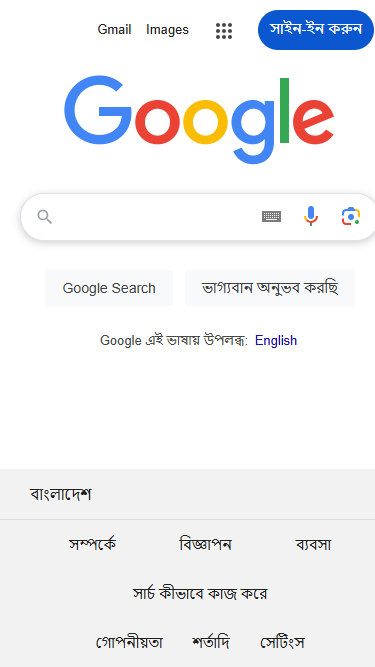 Gmail Images সাইন-ইন করুন
Google
Google Search ভাগ্যবান অনুভব করছি
Google এই ভাষায় উপলব্ধ: English
বাংলাদেশ
সম্পর্কে বিজ্ঞাপন ব্যবসা
সার্চ কীভাবে কাজ করে
গোপনীয়তা শর্তাদি সেটিংস